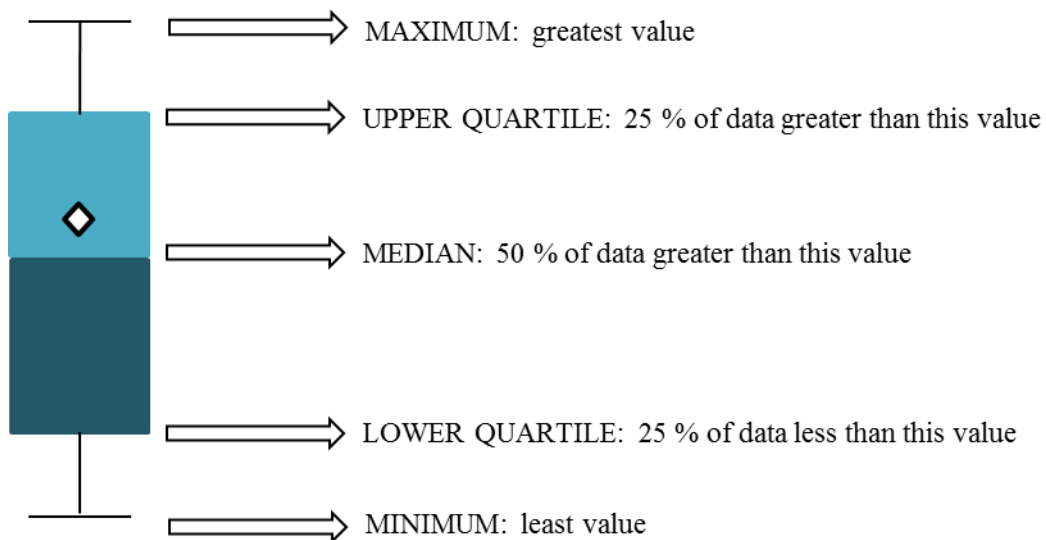 MAXIMUM: greatest value
UPPER QUARTILE: 25 % of data greater than this value
MEDIAN: 50 % of data greater than this value
LOWER QUARTILE: 25 % of data less than this value
MINIMUM: least value